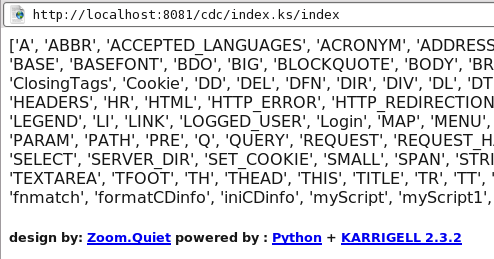 http://localhost:8081/cdc/index.ks/index
['A', 'ABBR', 'ACCEPTED_LANGUAGES', 'ACRONYM', 'ADDRESS
'BASE', 'BASEFONT', 'BDO', 'BIG', 'BLOCKQUOTE', 'BODY', 'BR
'ClosingTags', 'Cookie', 'DD', 'DEL', 'DFN', 'DIR', 'DIV', 'DL', 'DT
'HEADERS', 'HR', 'HTML', 'HTTP_ERROR', 'HTTP_REDIRECTION
'LEGEND', 'LI', 'LINK', 'LOGGED_USER', 'Login', 'MAP', 'MENU',
'PARAM', 'PATH', 'PRE', 'Q', 'QUERY', 'REQUEST', 'REQUEST_HA
'SELECT', 'SERVER_DIR', 'SET_COOKIE', 'SMALL', 'SPAN', 'STRI
'TEXTAREA', 'TFOOT', 'TH', 'THEAD', 'THIS', 'TITLE', 'TR', 'TT', '
'fnmatch', 'formatCDinfo', 'iniCDinfo', 'myScript', 'myScript1',
design by: Zoom.Quiet powered by : Python + KARRIGELL 2.3.2